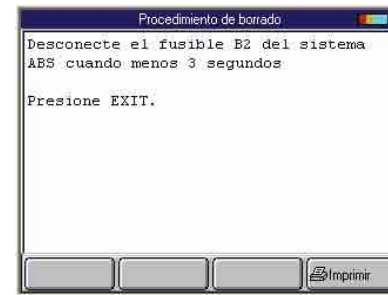 Procedimiento de borrado
Desconecte el fusible B2 del sistema
ABS cuando menos 3 segundos
Presione EXIT.
Imprimir